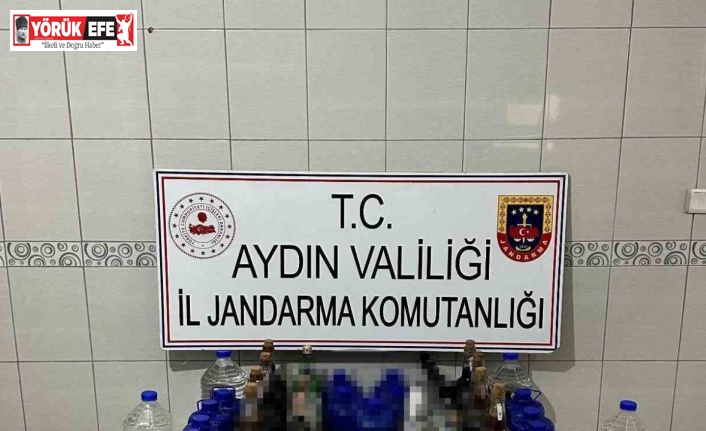 YÖRÜK EFE
"İlkeli ve Doğru Haber"
T.C.
AYDIN VALİLİĞİ
İL JANDARMA KOMUTANLIĞI
JANDARMA